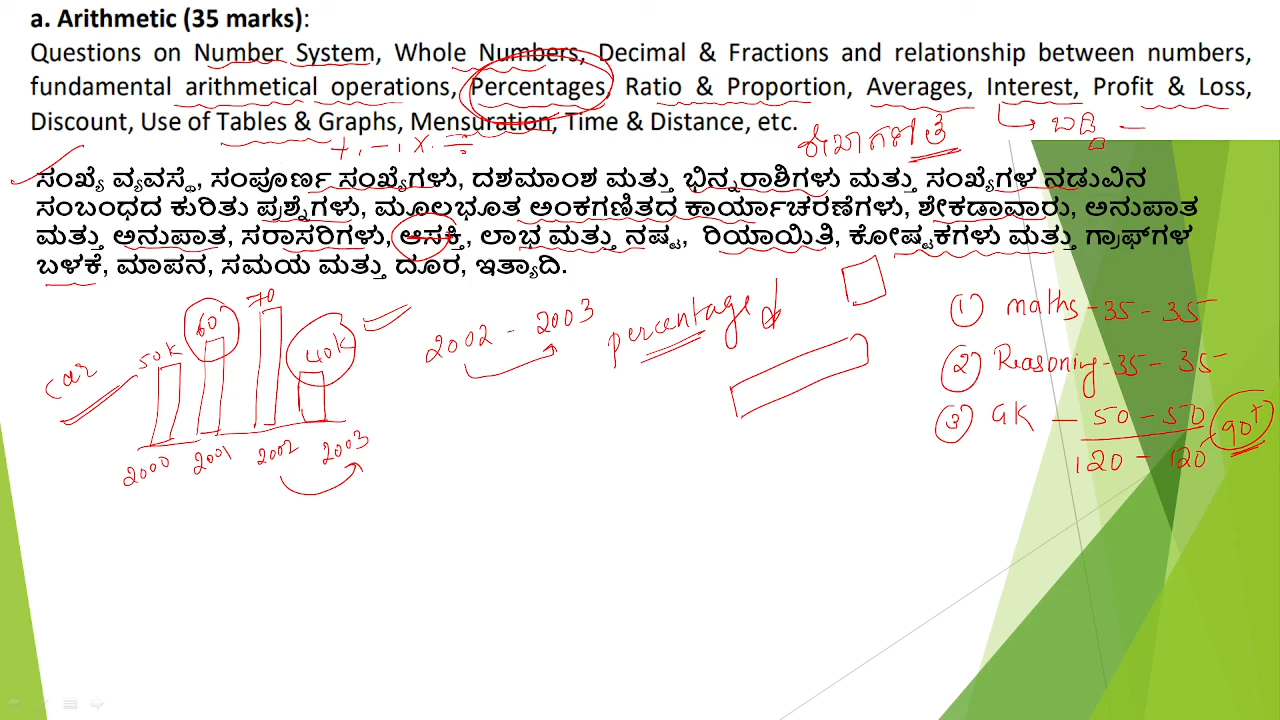 a. Arithmetic (35 marks):
Questions on Number System, Whole Numbers, Decimal & Fractions and relationship between numbers,
fundamental arithmetical operations, Percentages, Ratio & Proportion, Averages, Interest, Profit & Loss,
Discount, Use of Tables & Graphs, Mensuration, Time & Distance, etc.
→ ಬಡ್ಡಿ
+, -, x, ÷
ಸಂಖ್ಯೆ ವ್ಯವಸ್ಥೆ, ಸಂಪೂರ್ಣ ಸಂಖ್ಯೆಗಳು, ದಶಮಾಂಶ ಮತ್ತು ಭಿನ್ನರಾಶಿಗಳು ಮತ್ತು ಸಂಖ್ಯೆಗಳ ನಡುವಿನ
ಸಂಬಂಧದ ಕುರಿತು ಪ್ರಶ್ನೆಗಳು, ಮೂಲಭೂತ ಅಂಕಗಣಿತದ ಕಾರ್ಯಾಚರಣೆಗಳು, ಶೇಕಡಾವಾರು, ಅನುಪಾತ
ಮತ್ತು ಅನುಪಾತ, ಸರಾಸರಿಗಳು, ಆಸಕ್ತಿ, ಲಾಭ ಮತ್ತು ನಷ್ಟ, ರಿಯಾಯಿತಿ, ಕೋಷ್ಟಕಗಳು ಮತ್ತು ಗ್ರಾಫ್‌ಗಳ
ಬಳಕೆ, ಮಾಪನ, ಸಮಯ ಮತ್ತು ದೂರ, ಇತ್ಯಾದಿ.
car
50K
60
70
40K
2000 2001 2002 2003
2002 - 2003
percentage
① maths - 35 - 35
② Reasoning - 35 - 35
③ GK - 50 - 50
120 - 120
90+